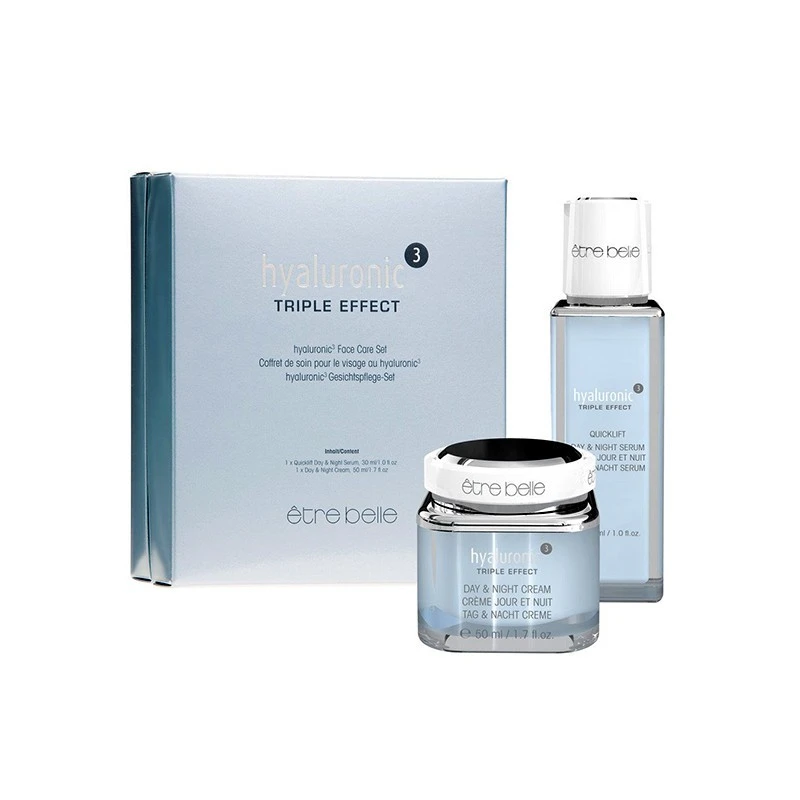 hyaluronic 3
TRIPLE EFFECT
hyaluronic³ Face Care Set
Coffret de soin pour le visage au hyaluronic³
hyaluronic³ Gesichtspflege-Set
Inhalt/Content
1 x Quicklift Day & Night Serum, 30 ml/1.0 fl oz
1 x Day & Night Cream, 50 ml/1.7 fl oz
être belle
être belle
hyaluronic 3
TRIPLE EFFECT
QUICKLIFT
DAY & NIGHT SERUM
JOUR ET NUIT
NACHT SERUM
ml / 1.0 fl.oz.
être belle
hyaluronic 3
TRIPLE EFFECT
DAY & NIGHT CREAM
CRÈME JOUR ET NUIT
TAG & NACHT CREME
℮ 50 ml / 1.7 fl.oz.